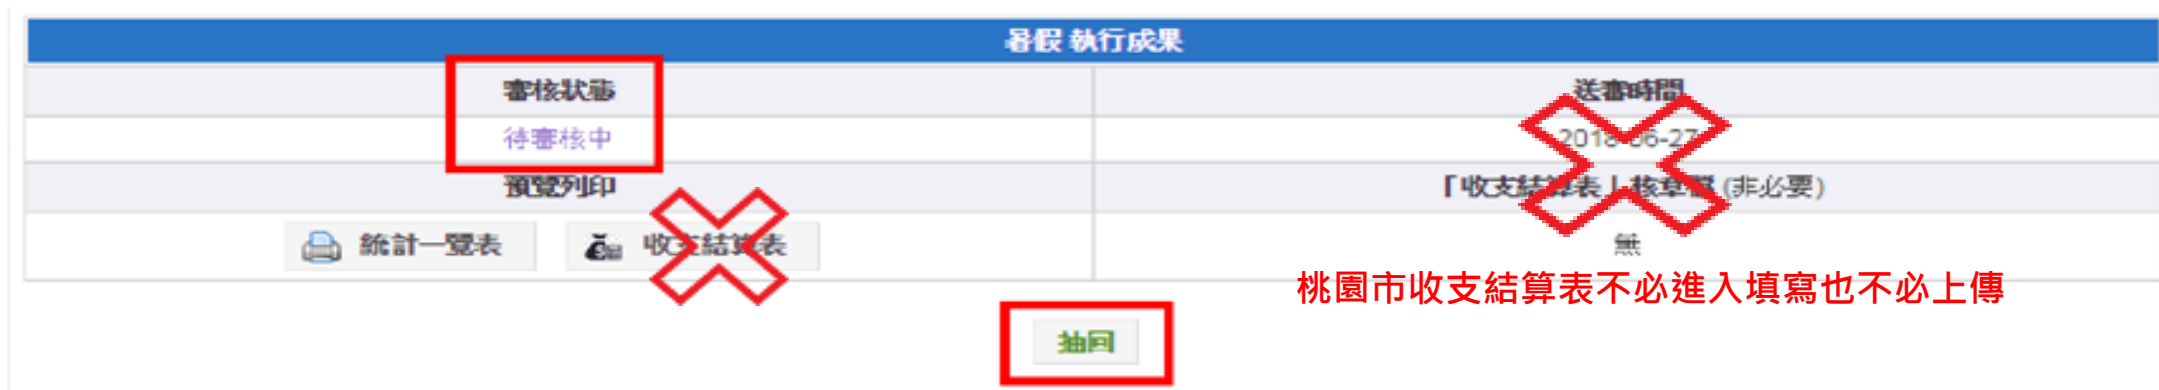 暑假 執行成果
審核狀態 送審時間
待審核中 2018-06-27
預覽列印 「收支結算表」核章檔 (非必要)
統計一覽表 收支結算表 無
桃園市收支結算表不必進入填寫也不必上傳
抽回